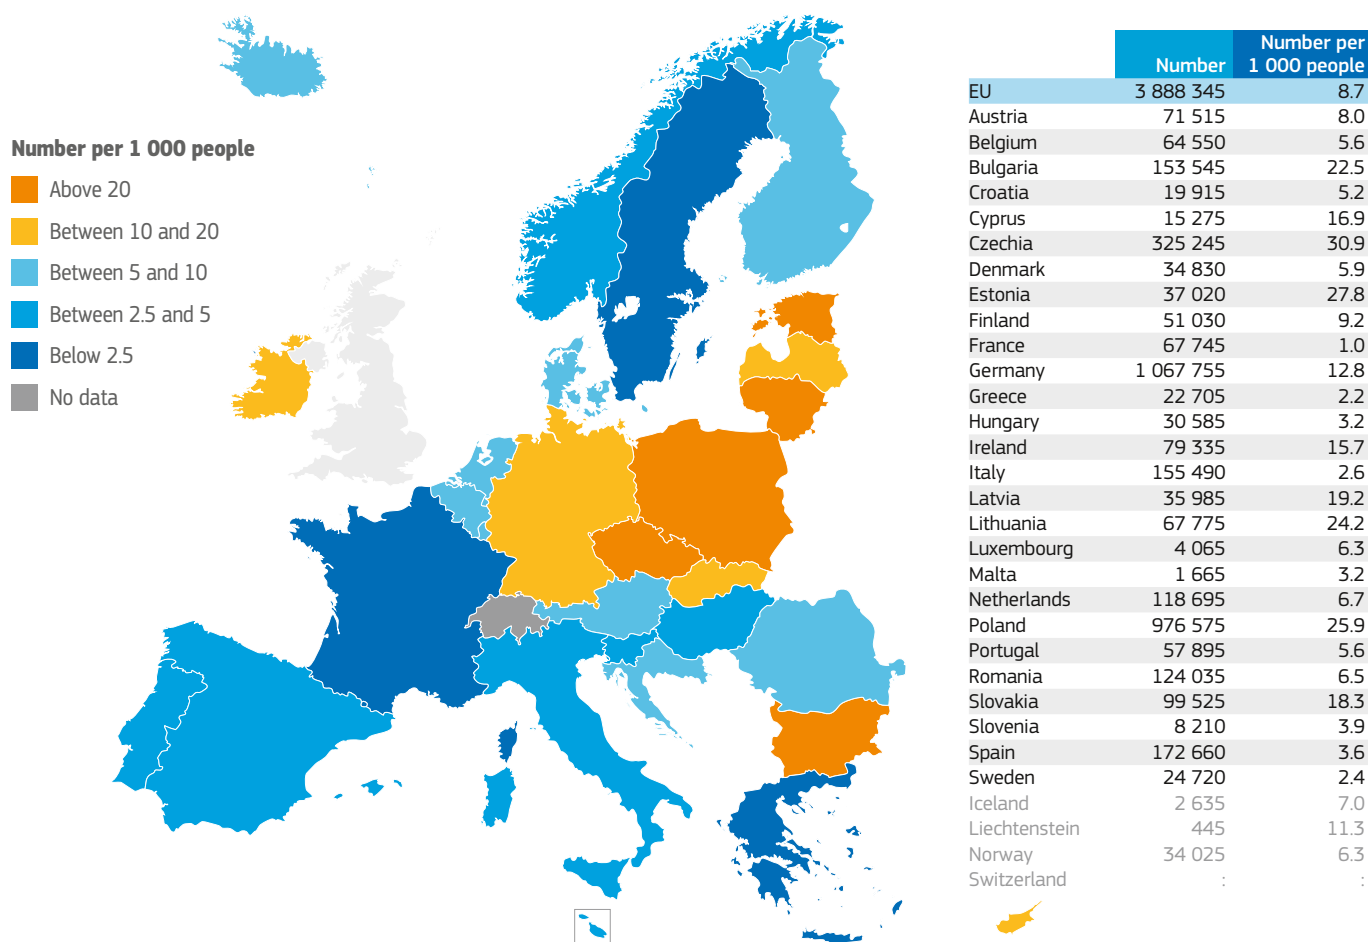 Number per 1 000 people
Above 20
Between 10 and 20
Between 5 and 10
Between 2.5 and 5
Below 2.5
No data
Number Number per 1 000 people
EU 3 888 345 8.7
Austria 71 515 8.0
Belgium 64 550 5.6
Bulgaria 153 545 22.5
Croatia 19 915 5.2
Cyprus 15 275 16.9
Czechia 325 245 30.9
Denmark 34 830 5.9
Estonia 37 020 27.8
Finland 51 030 9.2
France 67 745 1.0
Germany 1 067 755 12.8
Greece 22 705 2.2
Hungary 30 585 3.2
Ireland 79 335 15.7
Italy 155 490 2.6
Latvia 35 985 19.2
Lithuania 67 775 24.2
Luxembourg 4 065 6.3
Malta 1 665 3.2
Netherlands 118 695 6.7
Poland 976 575 25.9
Portugal 57 895 5.6
Romania 124 035 6.5
Slovakia 99 525 18.3
Slovenia 8 210 3.9
Spain 172 660 3.6
Sweden 24 720 2.4
Iceland 2 635 7.0
Liechtenstein 445 11.3
Norway 34 025 6.3
Switzerland : :